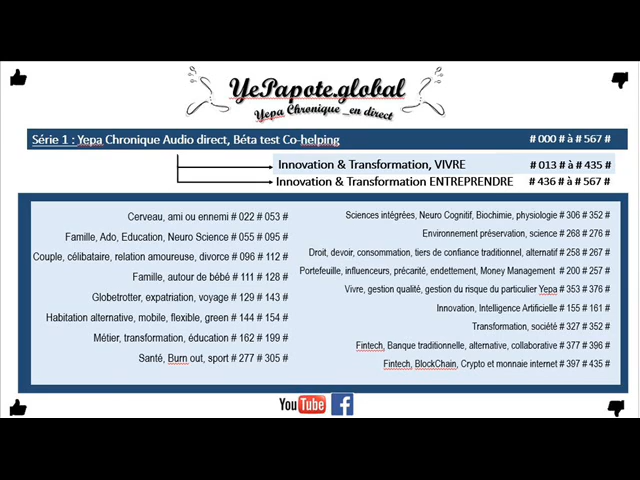 YePapote.global
Yepa Chronique _en direct
Série 1 : Yepa Chronique Audio direct, Béta test Co-helping # 000 # à # 567 #
Innovation & Transformation, VIVRE # 013 # à # 435 #
Innovation & Transformation ENTREPRENDRE # 436 # à # 567 #
Cerveau, ami ou ennemi # 022 # 053 #
Famille, Ado, Education, Neuro Science # 055 # 095 #
Couple, célibataire, relation amoureuse, divorce # 096 # 112 #
Famille, autour de bébé # 111 # 128 #
Globetrotter, expatriation, voyage # 129 # 143 #
Habitation alternative, mobile, flexible, green # 144 # 154 #
Métier, transformation, éducation # 162 # 199 #
Santé, Burn out, sport # 277 # 305 #
Sciences intégrées, Neuro Cognitif, Biochimie, physiologie # 306 # 352 #
Environnement préservation, science # 268 # 276 #
Droit, devoir, consommation, tiers de confiance traditionnel, alternatif # 258 # 267 #
Portefeuille, influenceurs, précarité, endettement, Money Management # 200 # 257 #
Vivre, gestion qualité, gestion du risque du particulier Yepa # 353 # 376 #
Innovation, Intelligence Artificielle # 155 # 161 #
Transformation, société # 327 # 352 #
Fintech, Banque traditionnelle, alternative, collaborative # 377 # 396 #
Fintech, BlockChain, Crypto et monnaie internet # 397 # 435 #
YouTube f